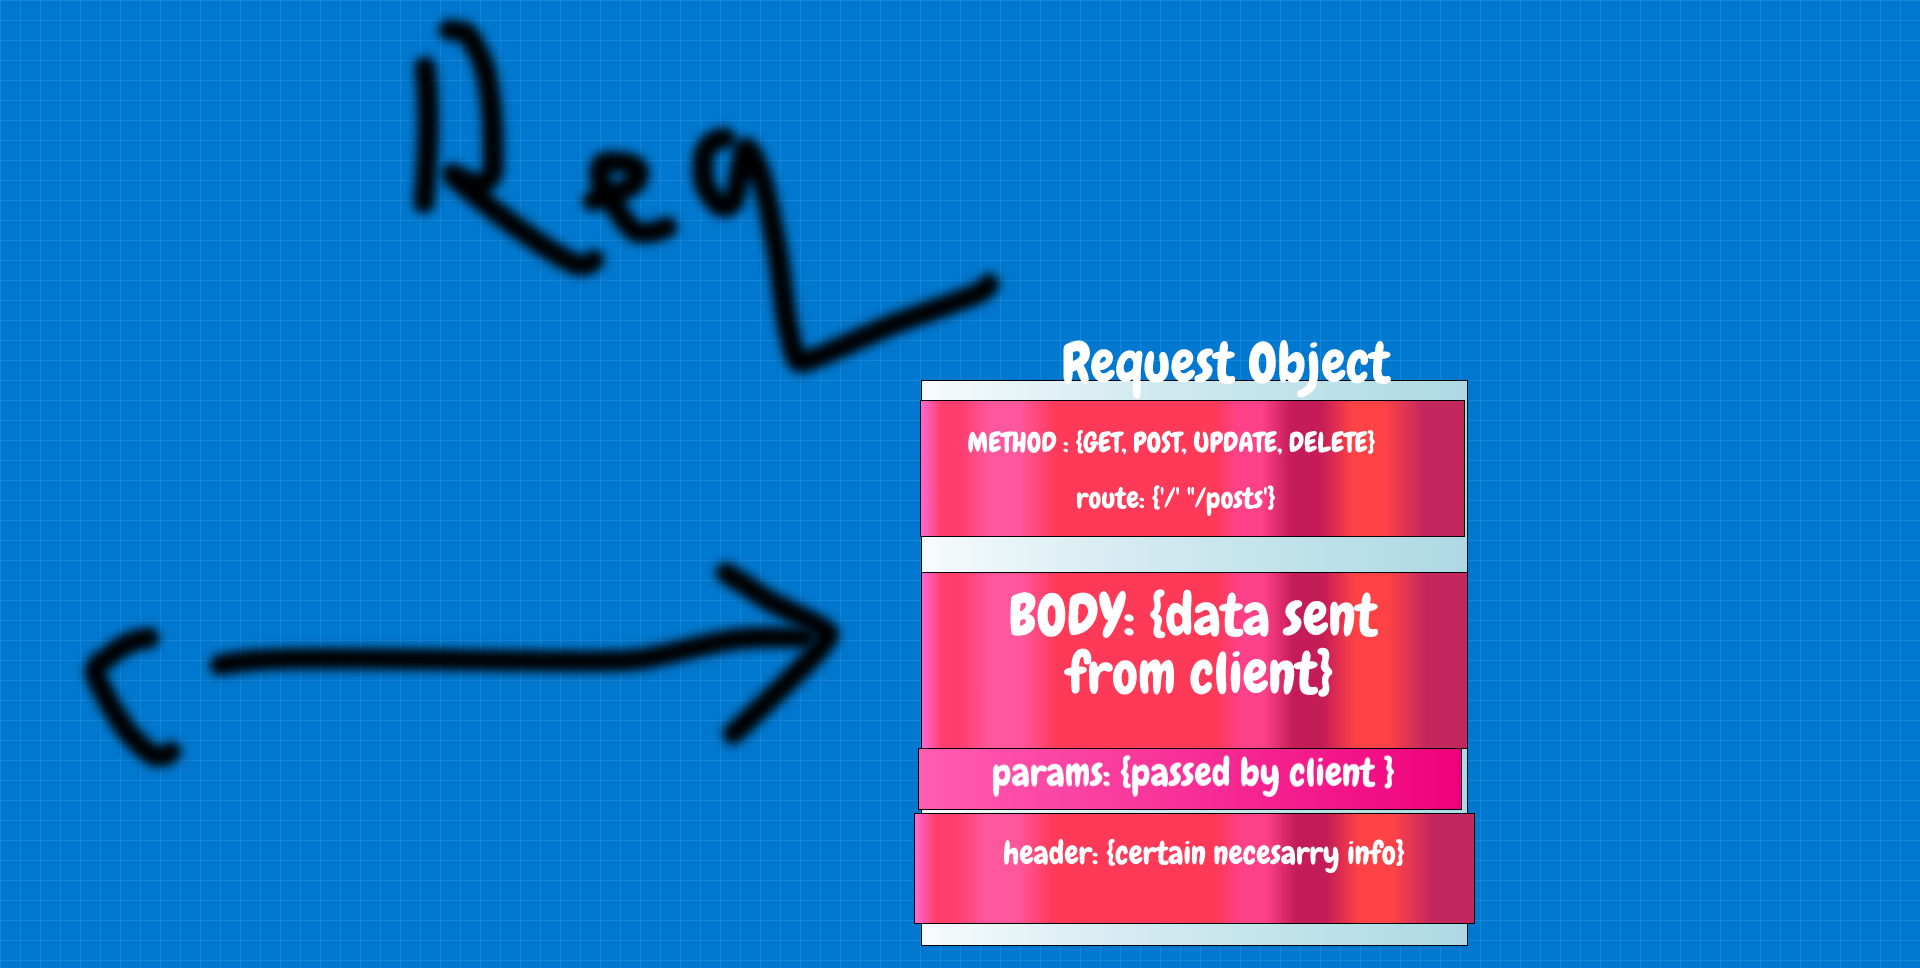 Req
Request Object
METHOD : {GET, POST, UPDATE, DELETE}
route: {'/' "/posts'}
BODY: {data sent
from client}
params: {passed by client }
header: {certain necesarry info}